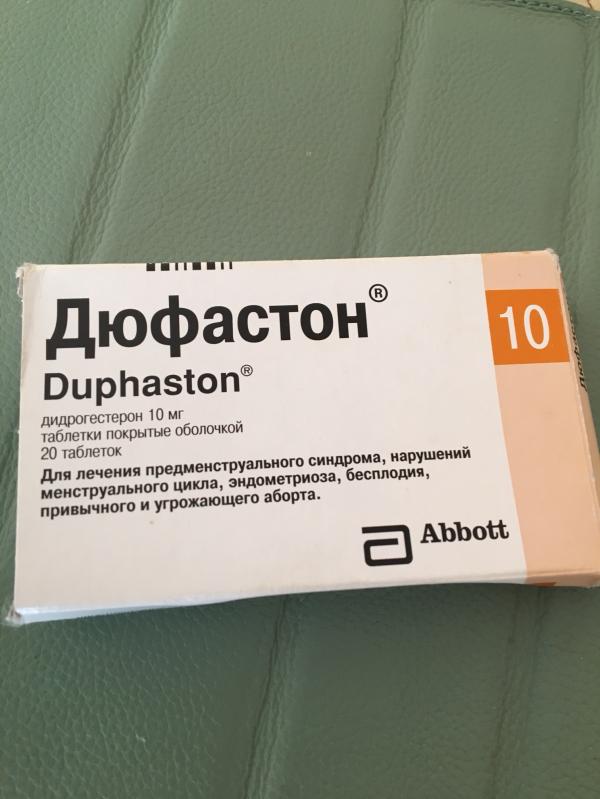 Дюфастон®
10
Duphaston®
дидрогестерон 10 мг
таблетки покрытые оболочкой
20 таблеток
Для лечения предменструального синдрома, нарушений
менструального цикла, эндометриоза, бесплодия,
привычного и угрожающего аборта.
Abbott